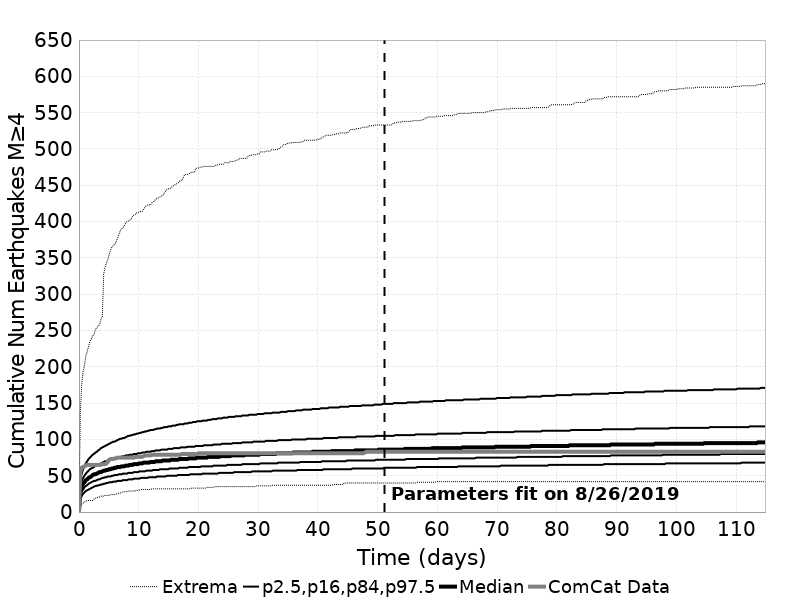 Cumulative Num Earthquakes M≥4
650
600
550
500
450
400
350
300
250
200
150
100
50
0
Parameters fit on 8/26/2019
0 10 20 30 40 50 60 70 80 90 100 110
Time (days)
Extrema p2.5,p16,p84,p97.5 Median ComCat Data